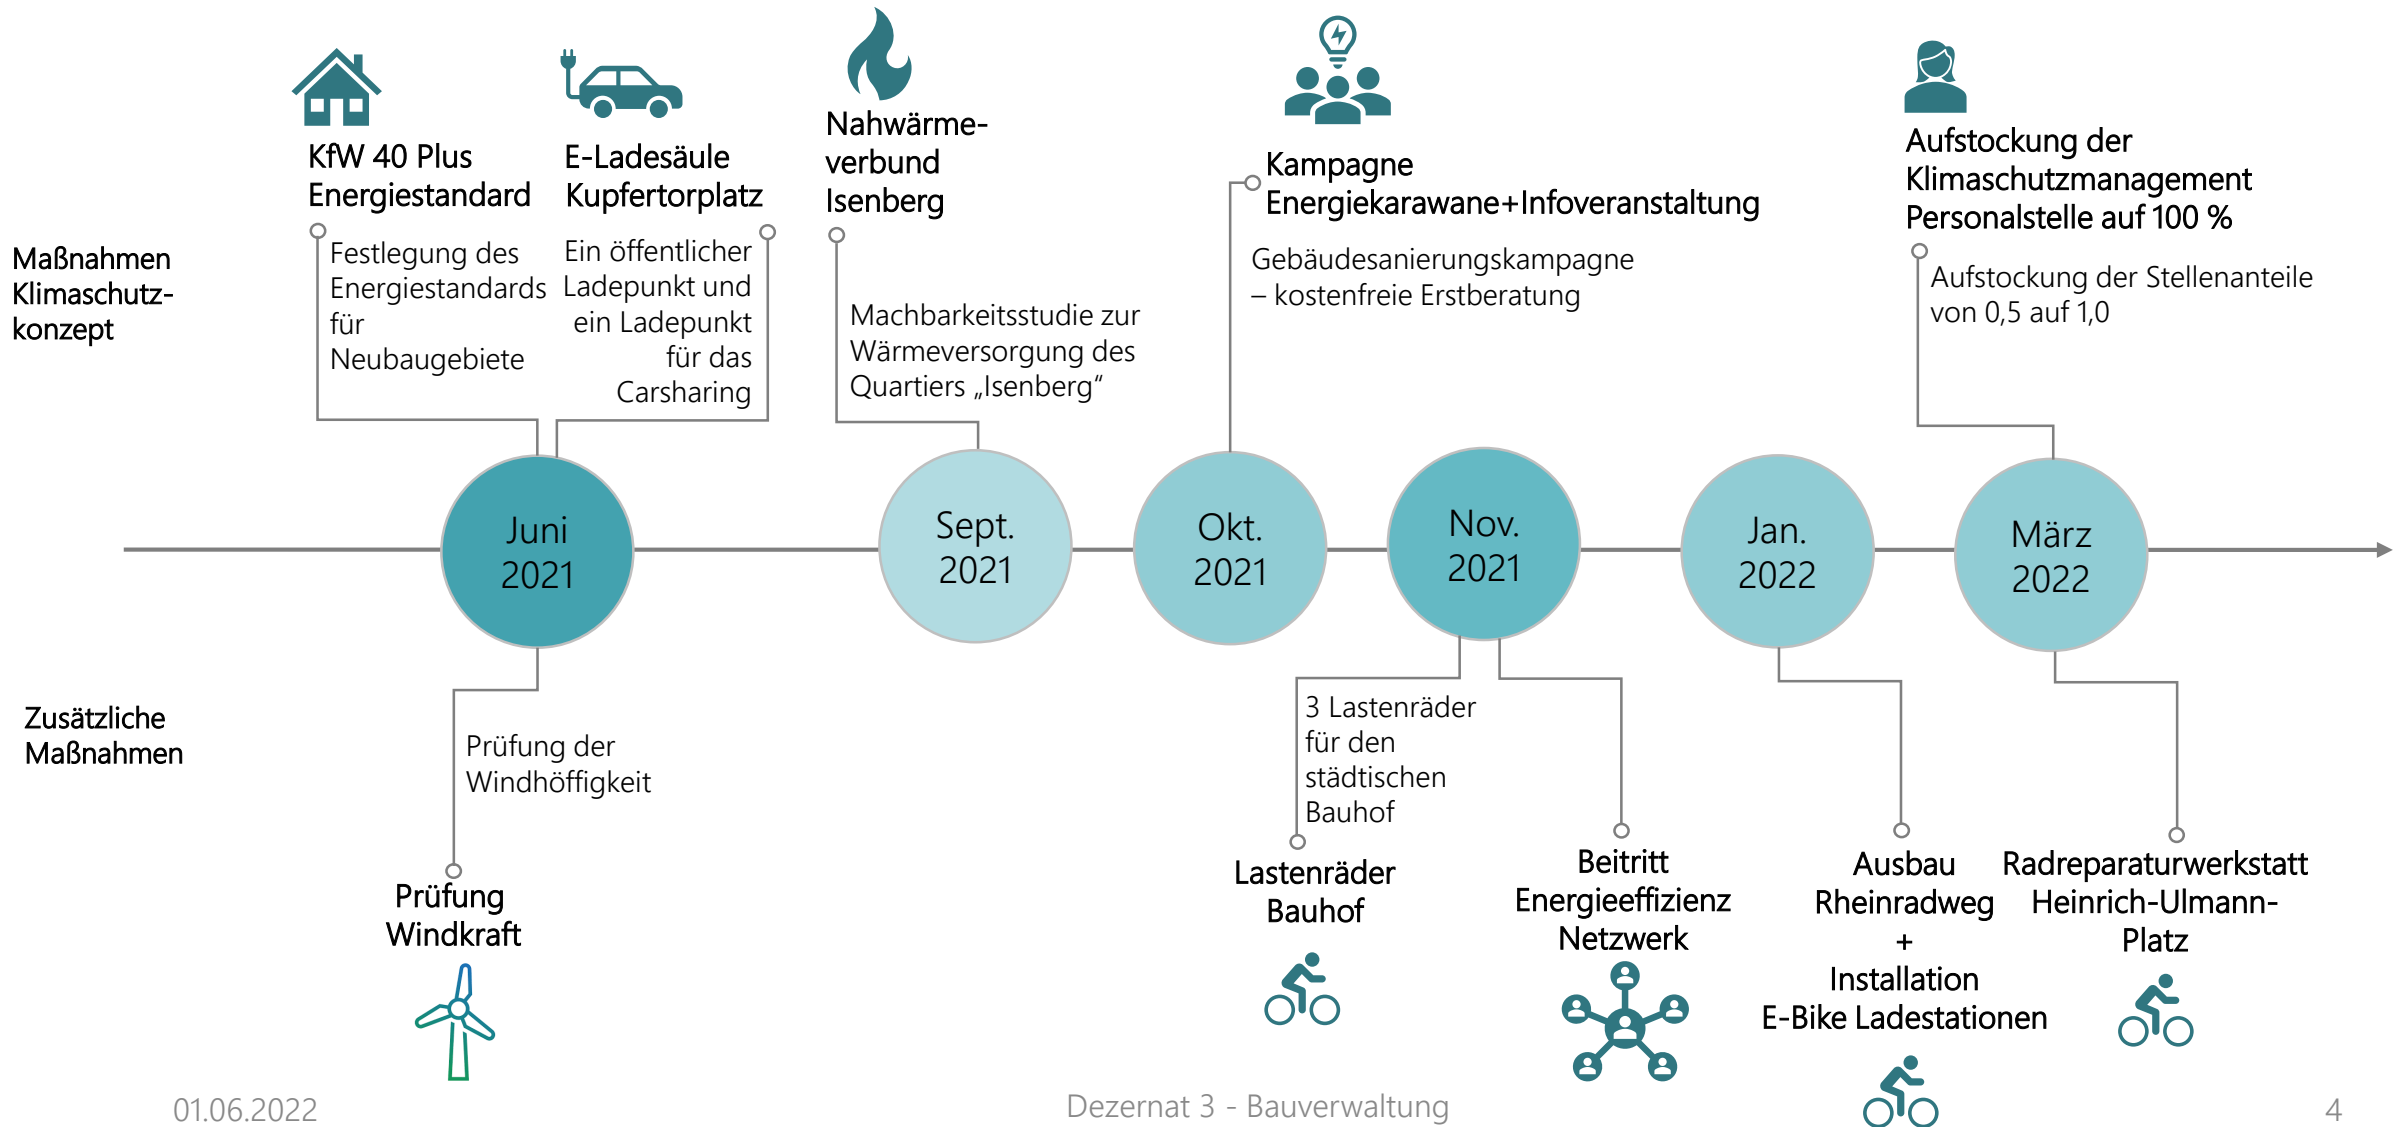 KfW 40 Plus
Energiestandard
E-Ladesäule
Kupfertorplatz
Nahwärme-
verbund
Isenberg
Kampagne
Energiekarawane+Infoveranstaltung
Aufstockung der
Klimaschutzmanagement
Personalstelle auf 100 %
Maßnahmen
Klimaschutz-
konzept
Festlegung des
Energiestandards
für
Neubaugebiete
Ein öffentlicher
Ladepunkt und
ein Ladepunkt
für das
Carsharing
Machbarkeitsstudie zur
Wärmeversorgung des
Quartiers „Isenberg“
Gebäudesanierungskampagne
– kostenfreie Erstberatung
Aufstockung der Stellenanteile
von 0,5 auf 1,0
Juni
2021
Sept.
2021
Okt.
2021
Nov.
2021
Jan.
2022
März
2022
Zusätzliche
Maßnahmen
Prüfung der
Windhöffigkeit
Prüfung
Windkraft
3 Lastenräder
für den
städtischen
Bauhof
Lastenräder
Bauhof
Beitritt
Energieeffizienz
Netzwerk
Ausbau
Rheinradweg
+
Installation
E-Bike Ladestationen
Radreparaturwerkstatt
Heinrich-Ulmann-
Platz
01.06.2022
Dezernat 3 - Bauverwaltung
4